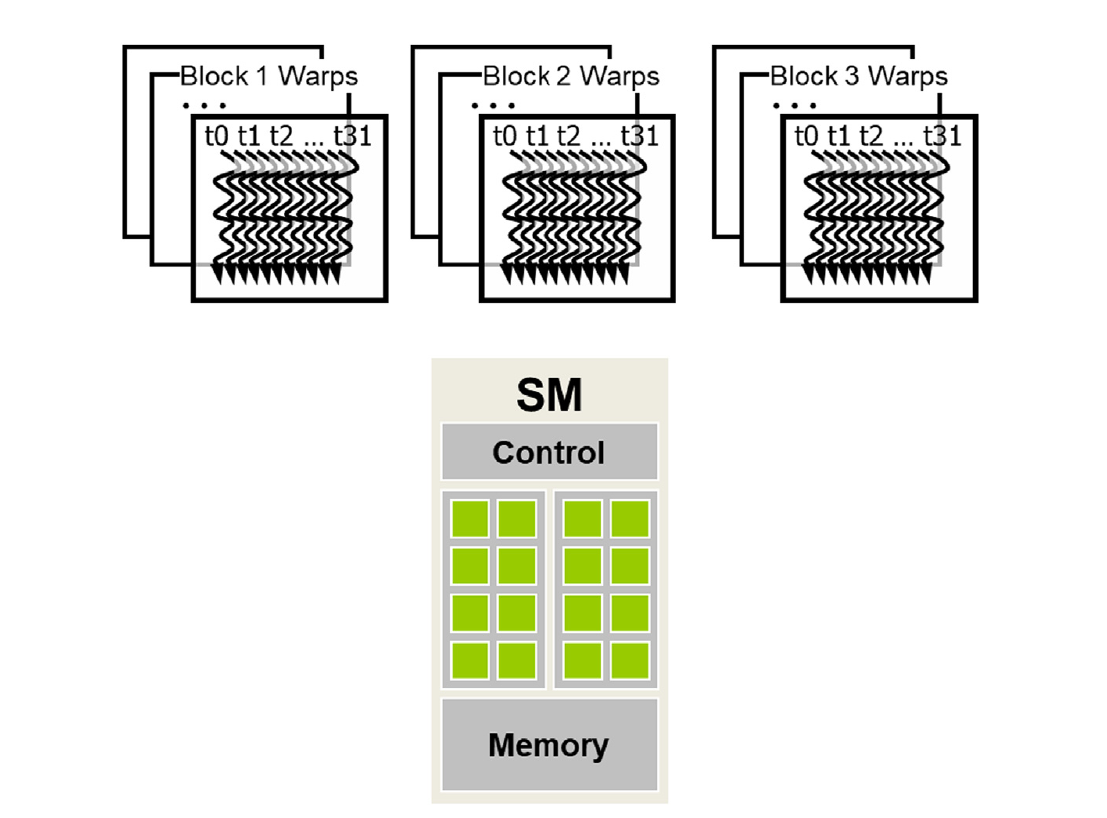 Block 1 Warps
. . .
t0 t1 t2 ... t31
Block 2 Warps
. . .
t0 t1 t2 ... t31
Block 3 Warps
. . .
t0 t1 t2 ... t31
SM
Control
Memory